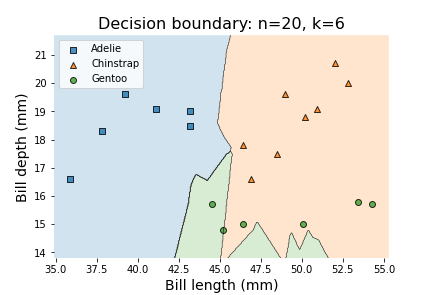 Decision boundary: n=20, k=6
Adelie
Chinstrap
Gentoo
Bill depth (mm)
21
20
19
18
17
16
15
14
35.0 37.5 40.0 42.5 45.0 47.5 50.0 52.5 55.0
Bill length (mm)